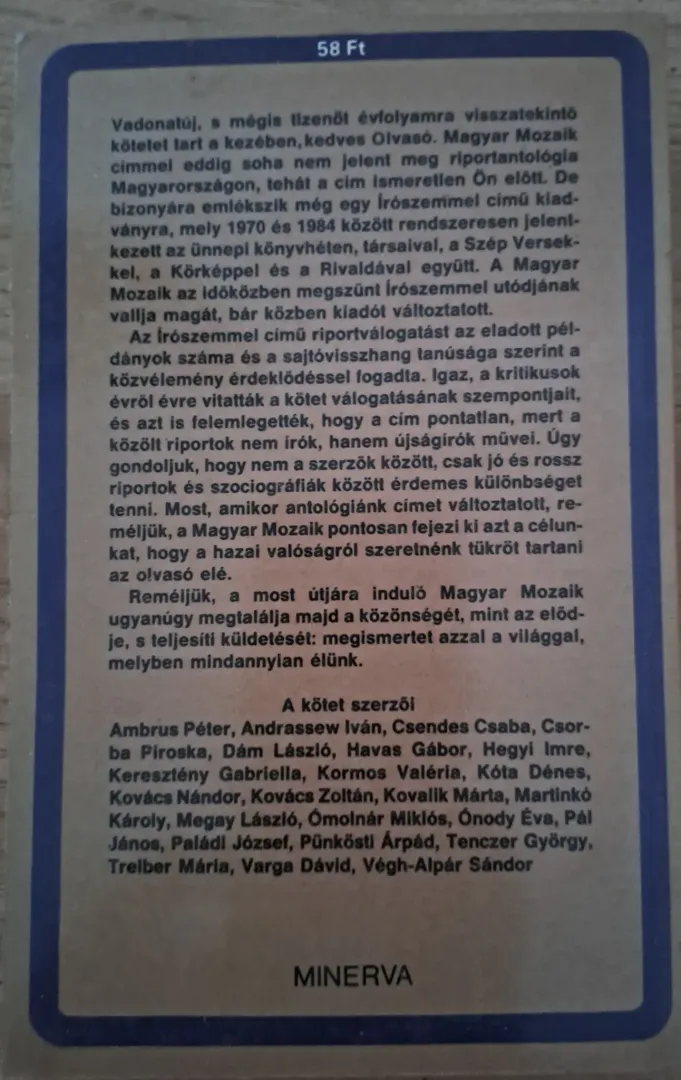 58 Ft
Vadonatúj, s mégis tizenöt évfolyamra visszatekintő
kötetet tart a kezében, kedves Olvasó. Magyar Mozaik
címmel eddig soha nem jelent meg riportantológia
Magyarországon, tehát a cím ismeretlen Ön előtt. De
bizonyára emlékszik még egy Írószemmel című kiad-
ványra, mely 1970 és 1984 között rendszeresen jelent-
kezett az ünnepi könyvhéten, társaival, a Szép Versek-
kel, a Körképpel és a Rivaldával együtt. A Magyar
Mozaik az időközben megszűnt Írószemmel utódjának
vallja magát, bár közben kiadót változtatott.
Az Írószemmel című riportválogatást az eladott pél-
dányok száma és a sajtóvisszhang tanúsága szerint a
közvélemény érdeklődéssel fogadta. Igaz, a kritikusok
évről évre vitatták a kötet válogatásának szempontjait,
és azt is felemlegették, hogy a cím pontatlan, mert a
közölt riportok nem írók, hanem újságírók művei. Úgy
gondoljuk, hogy nem a szerzők között, csak jó és rossz
riportok és szociográfiák között érdemes különbséget
tenni. Most, amikor antológiánk címet változtatott, re-
méljük, a Magyar Mozaik pontosan fejezi ki azt a célun-
kat, hogy a hazai valóságról szeretnénk tükröt tartani
az olvasó elé.
Reméljük, a most útjára induló Magyar Mozaik
ugyanúgy megtalálja majd a közönségét, mint az előd-
je, s teljesíti küldetését: megismertet azzal a világgal,
melyben mindannyian élünk.
A kötet szerzői
Ambrus Péter, Andrassew Iván, Csendes Csaba, Csor-
ba Piroska, Dám László, Havas Gábor, Hegyi Imre,
Keresztény Gabriella, Kormos Valéria, Kóta Dénes,
Kovács Nándor, Kovács Zoltán, Kovalik Márta, Martinkó
Károly, Megay László, Ómolnár Miklós, Ónody Éva, Pál
János, Paládi József, Pünkösti Árpád, Tenczer György,
Treiber Mária, Varga Dávid, Végh-Alpár Sándor
MINERVA